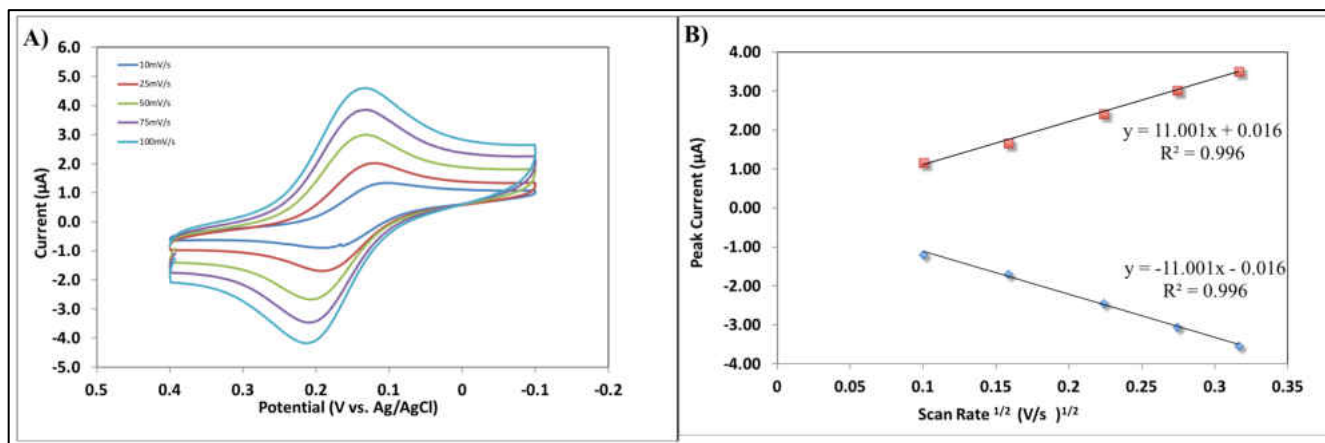 A)
6.0
5.0
4.0
3.0
2.0
1.0
0.0
-1.0
-2.0
-3.0
-4.0
-5.0
Current (µA)
10mV/s
25mV/s
50mV/s
75mV/s
100mV/s
0.5 0.4 0.3 0.2 0.1 0 -0.1 -0.2
Potential (V vs. Ag/AgCl)
B)
4.00
3.00
2.00
1.00
0.00
-1.00
-2.00
-3.00
-4.00
Peak Current (µA)
y = 11.001x + 0.016
R² = 0.996
y = -11.001x - 0.016
R² = 0.996
0 0.05 0.1 0.15 0.2 0.25 0.3 0.35
Scan Rate 1/2 (V/s )1/2